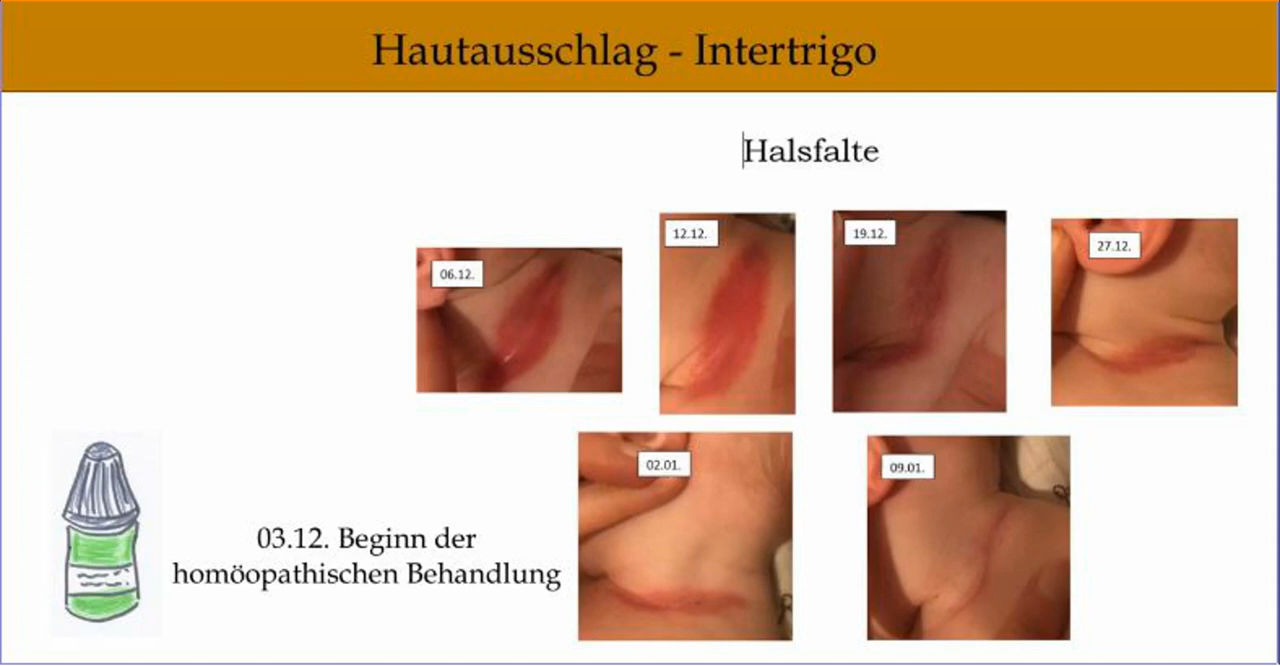 Hautausschlag - Intertrigo
Halsfalte
06.12.
12.12.
19.12.
27.12.
02.01.
09.01.
03.12. Beginn der
homöopathischen Behandlung